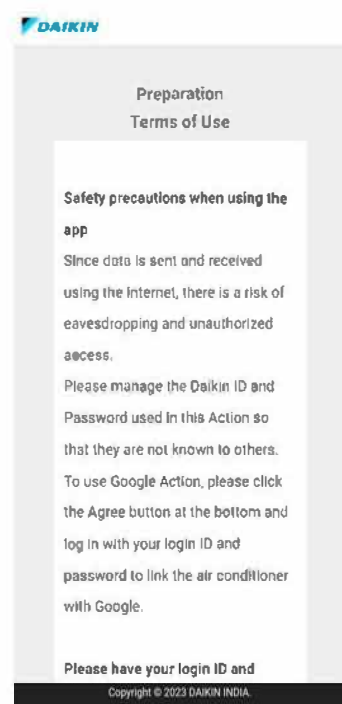 DAIKIN
Preparation
Terms of Use
Safety precautions when using the
app
Since data is sent and received
using the internet, there is a risk of
eavesdropping and unauthorized
access.
Please manage the Daikin ID and
Password used in this Action so
that they are not known to others.
To use Google Action, please click
the Agree button at the bottom and
log in with your login ID and
password to link the air conditioner
with Google.
Please have your login ID and
Copyright © 2023 DAIKIN INDIA.